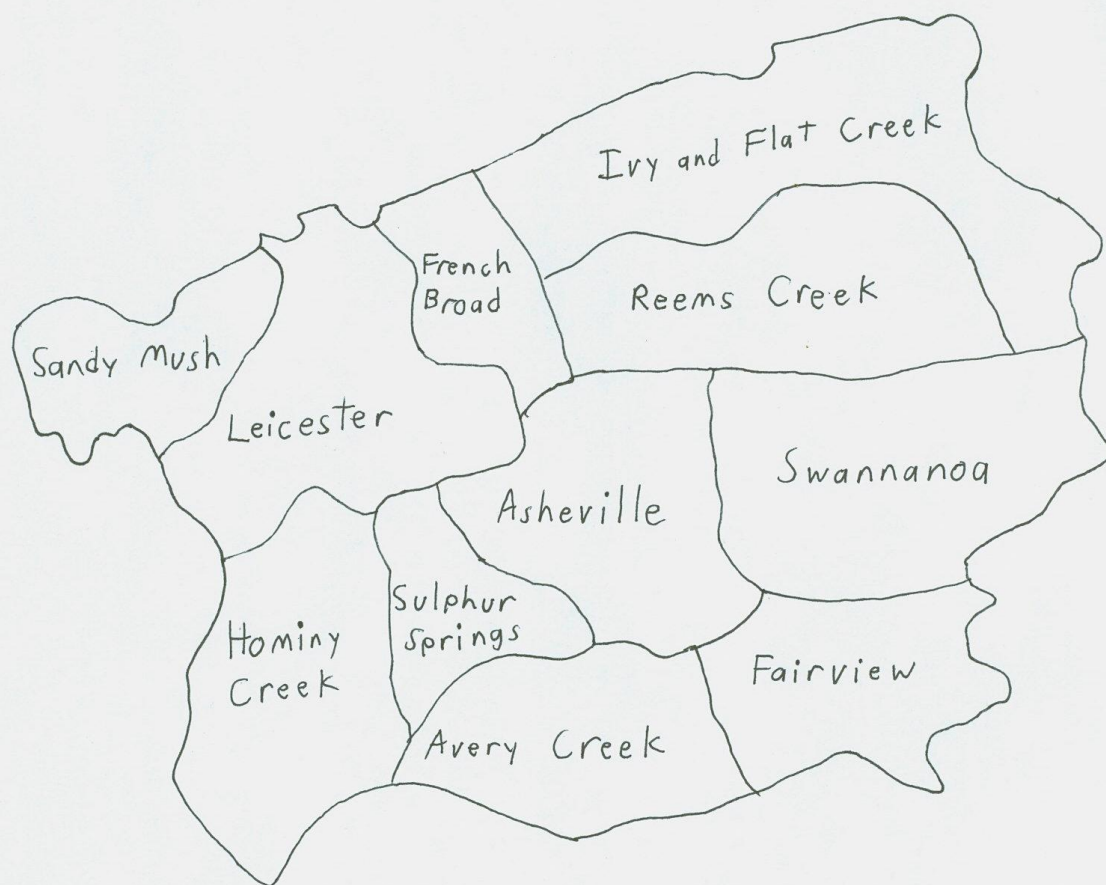 Ivy and Flat Creek
French
Broad
Reems Creek
Sandy Mush
Leicester
Swannanoa
Asheville
Sulphur
Springs
Hominy
Creek
Fairview
Avery Creek